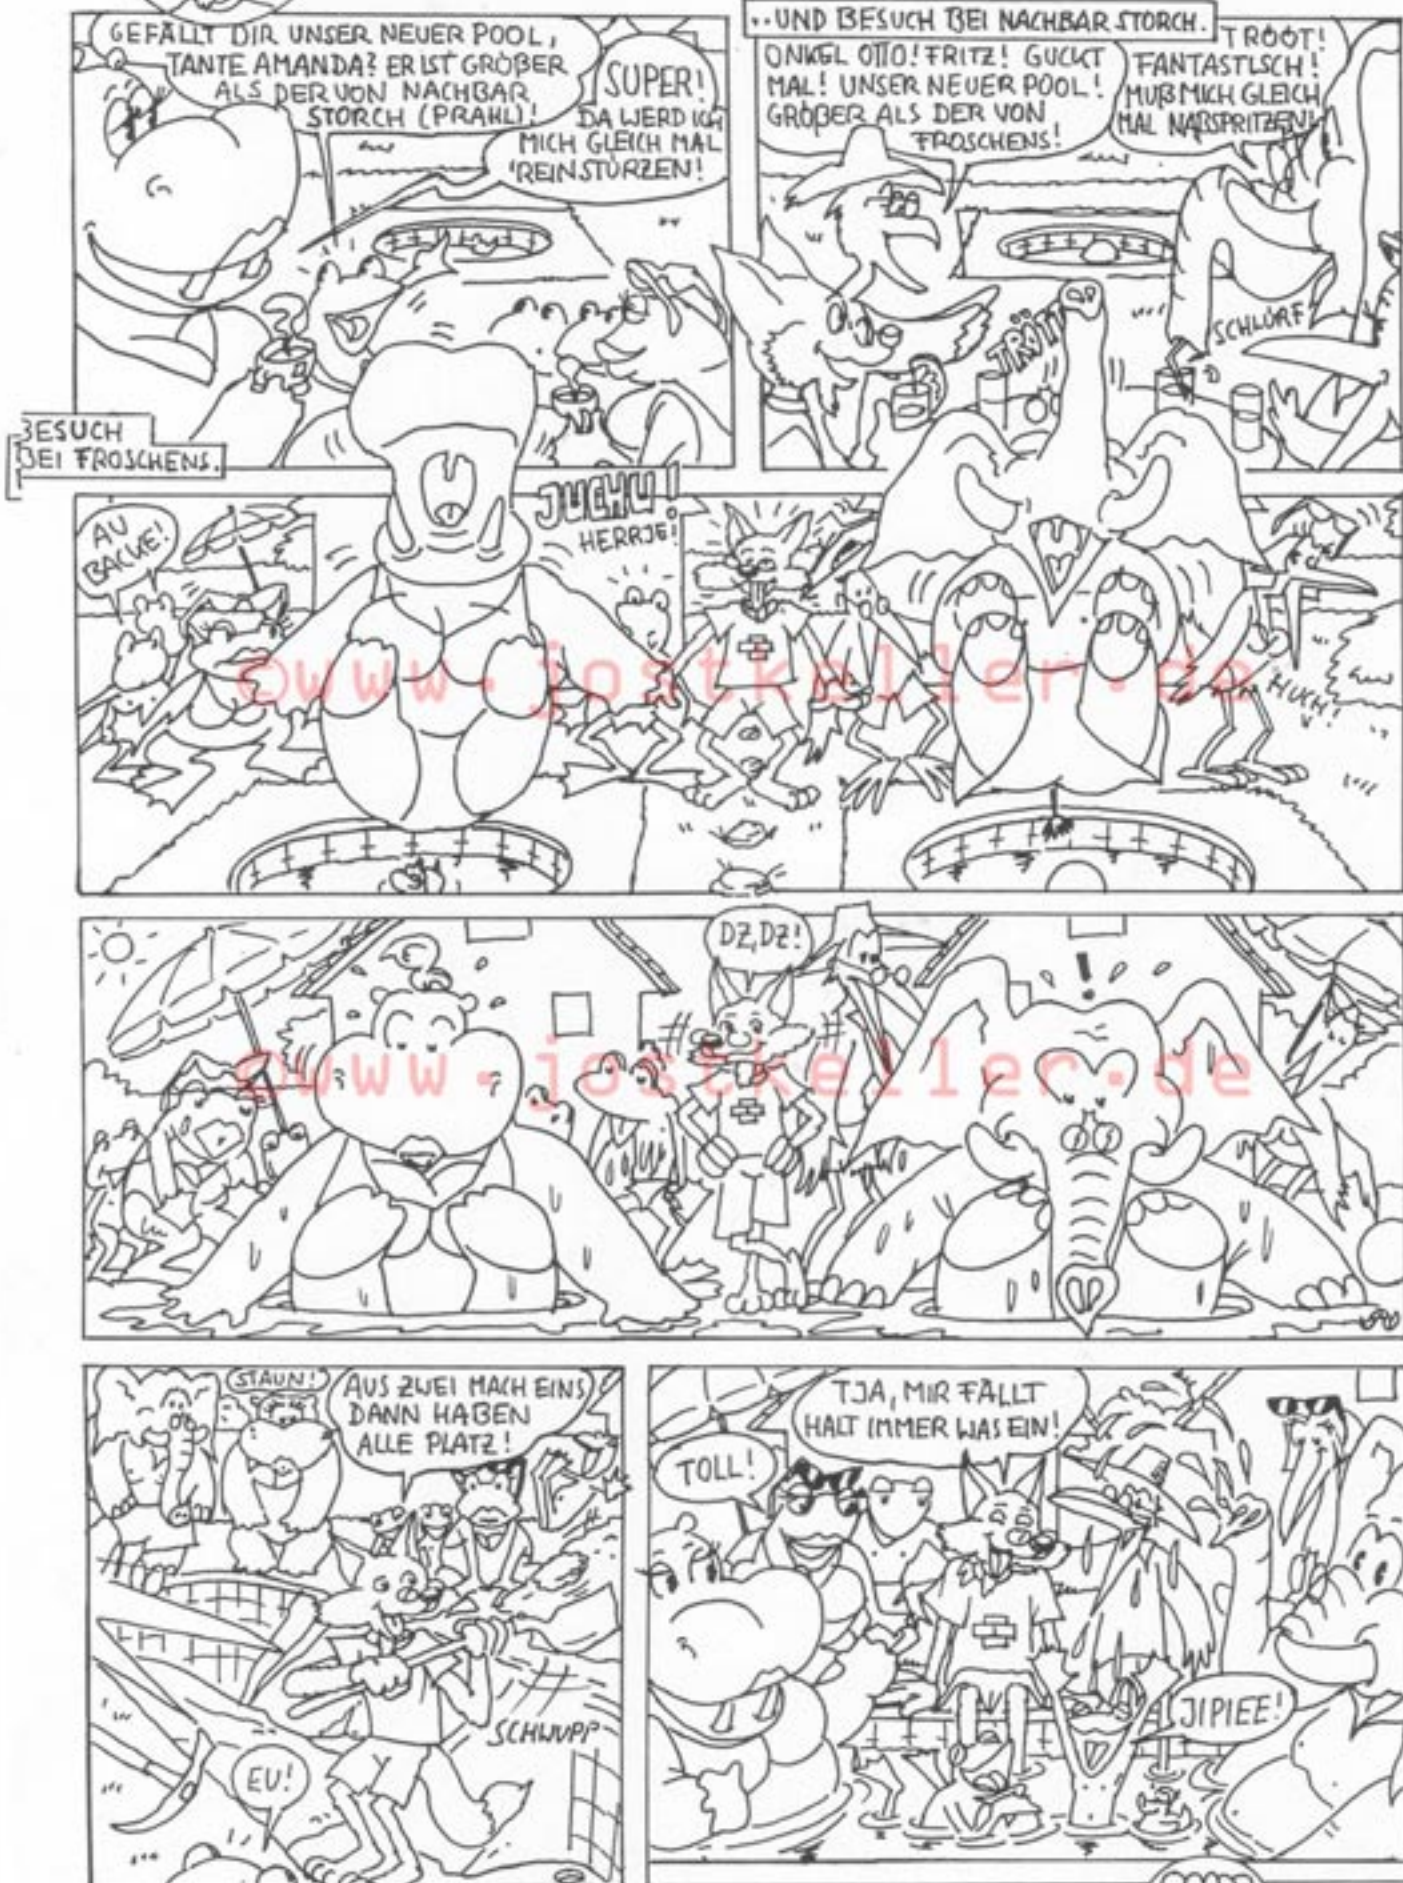 GEFÄLLT DIR UNSER NEUER POOL,
TANTE AMANDA? ER IST GRÖßER
ALS DER VON NACHBAR
STORCH (PRAHL)!
SUPER!
DA WERD ICH
MICH GLEICH MAL
'REINSTÜRZEN!
BESUCH
BEI FROSCHENS.
..UND BESUCH BEI NACHBAR STORCH.
ONKEL OTTO! FRITZ! GUCKT
MAL! UNSER NEUER POOL!
GRÖßER ALS DER VON
FROSCHENS!
TRÖÖT!
FANTASTISCH!
MUß MICH GLEICH
MAL NAßSPRITZEN!
SCHLÜRF
TRÖT!
AU
BACKE!
JUCHU!
HERRJE!
HUCH!
©www.jostkeller.de
DZ, DZ!
!
©www.jostkeller.de
STAUN!
AUS ZWEI MACH EINS
DANN HABEN
ALLE PLATZ!
SCHWUPP
EU!
TJA, MIR FÄLLT
HALT IMMER WAS EIN!
TOLL!
JIPIEE!